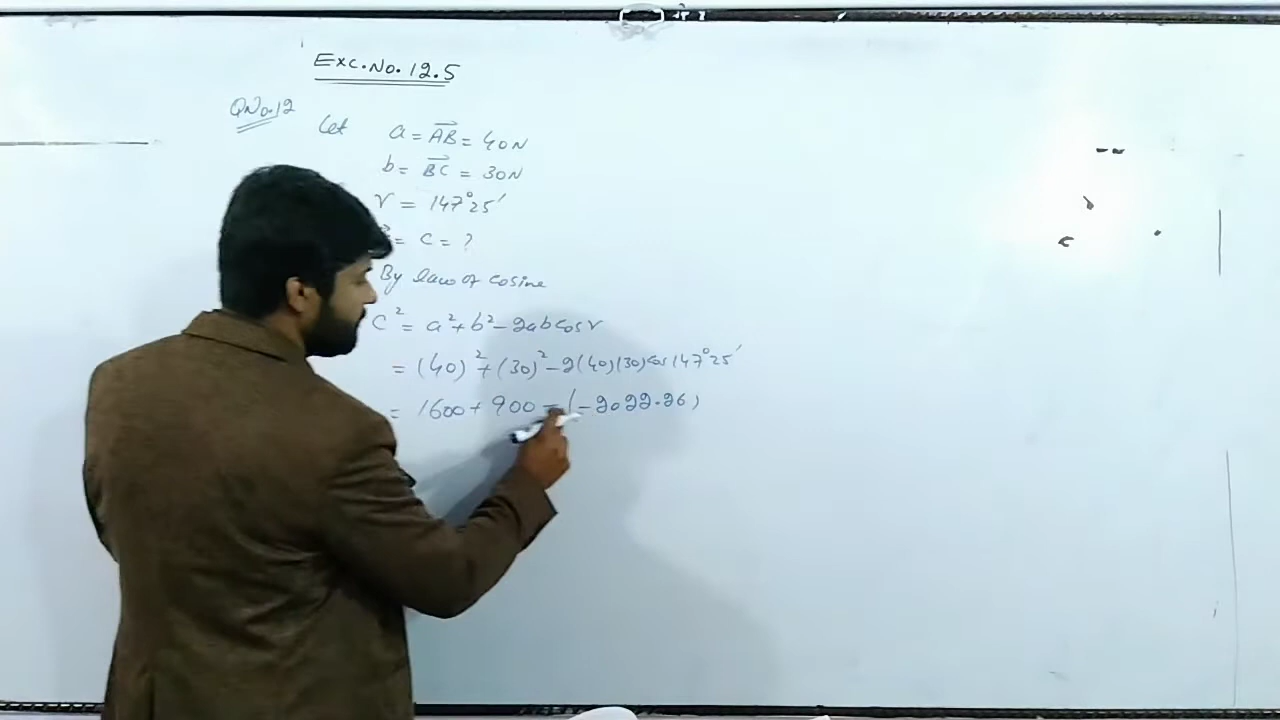 Exc.No.12.5
QNo.12
Let a = AB = 40N
b = BC = 30N
γ = 147°25′
= c = ?
By law of cosine
c² = a² + b² - 2ab cos γ
= (40)² + (30)² - 2(40)(30) cos 147°25′
= 1600 + 900 - (-2022.26)